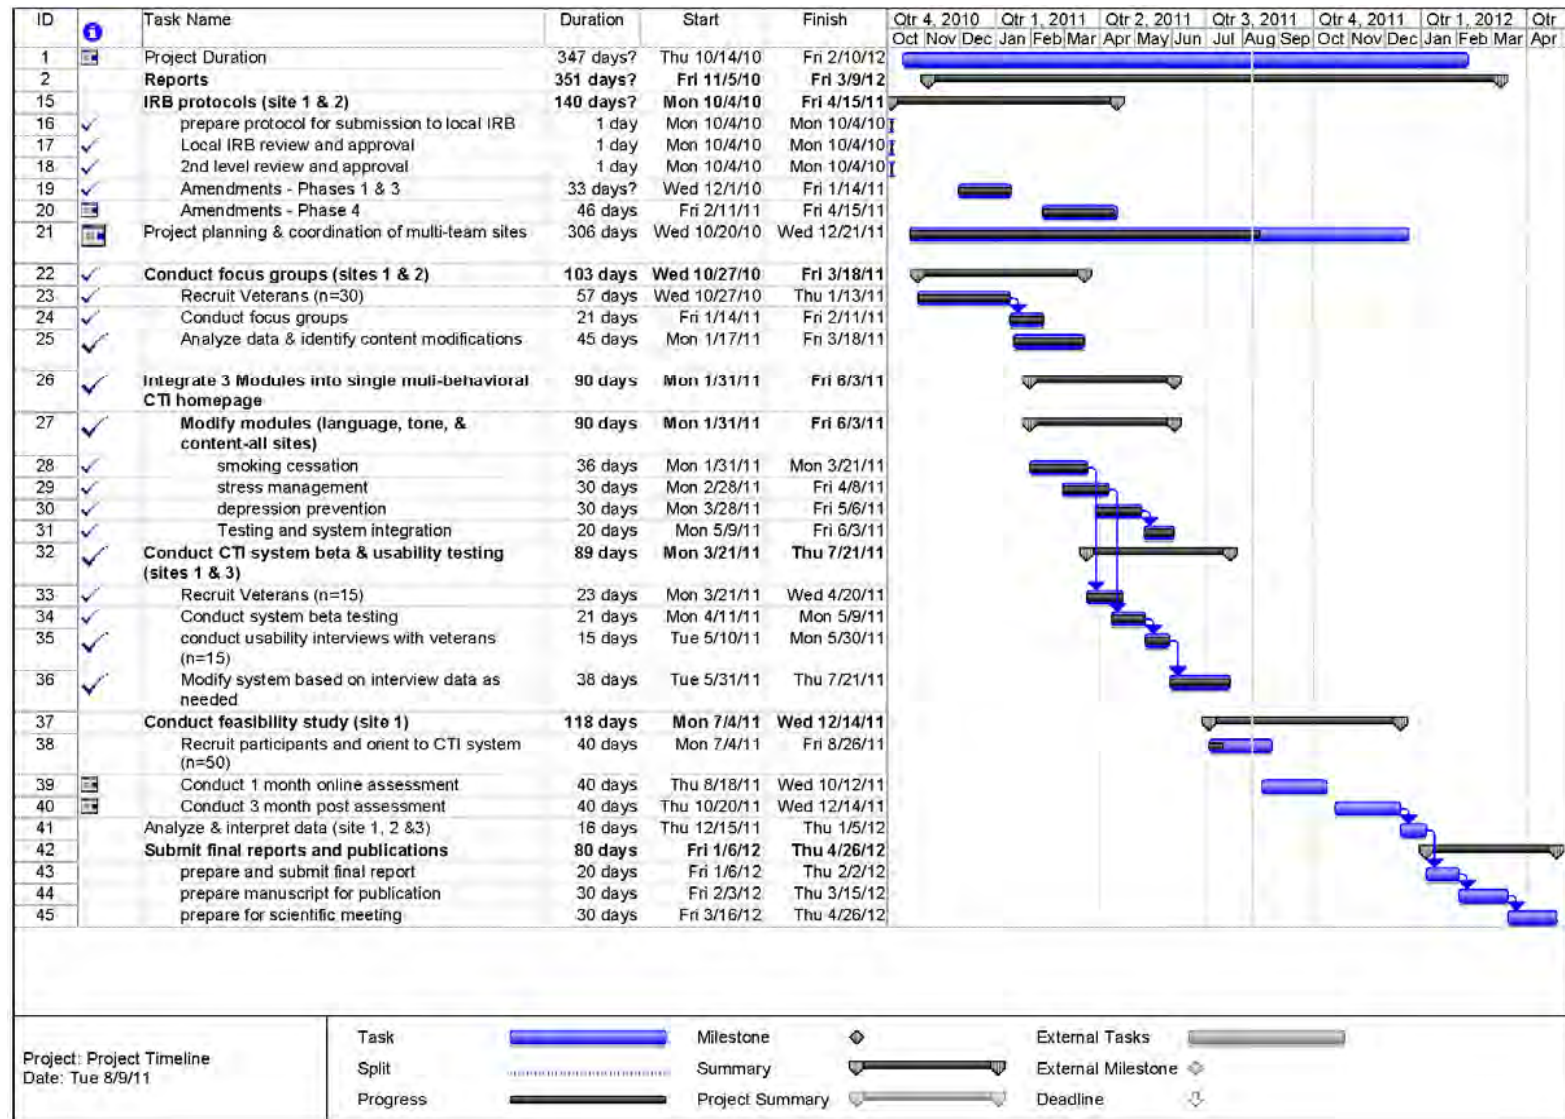 ID Task Name Duration Start Finish Qtr 4, 2010 Qtr 1, 2011 Qtr 2, 2011 Qtr 3, 2011 Qtr 4, 2011 Qtr 1, 2012 Qtr
Oct Nov Dec Jan Feb Mar Apr May Jun Jul Aug Sep Oct Nov Dec Jan Feb Mar Apr
1 Project Duration 347 days? Thu 10/14/10 Fri 2/10/12
2 Reports 351 days? Fri 11/5/10 Fri 3/9/12
15 IRB protocols (site 1 & 2) 140 days? Mon 10/4/10 Fri 4/15/11
16 prepare protocol for submission to local IRB 1 day Mon 10/4/10 Mon 10/4/10
17 Local IRB review and approval 1 day Mon 10/4/10 Mon 10/4/10
18 2nd level review and approval 1 day Mon 10/4/10 Mon 10/4/10
19 Amendments - Phases 1 & 3 33 days? Wed 12/1/10 Fri 1/14/11
20 Amendments - Phase 4 46 days Fri 2/11/11 Fri 4/15/11
21 Project planning & coordination of multi-team sites 306 days Wed 10/20/10 Wed 12/21/11
22 Conduct focus groups (sites 1 & 2) 103 days Wed 10/27/10 Fri 3/18/11
23 Recruit Veterans (n=30) 57 days Wed 10/27/10 Thu 1/13/11
24 Conduct focus groups 21 days Fri 1/14/11 Fri 2/11/11
25 Analyze data & identify content modifications 45 days Mon 1/17/11 Fri 3/18/11
26 Integrate 3 Modules into single muli-behavioral 90 days Mon 1/31/11 Fri 6/3/11
CTI homepage
27 Modify modules (language, tone, & 90 days Mon 1/31/11 Fri 6/3/11
content-all sites)
28 smoking cessation 36 days Mon 1/31/11 Mon 3/21/11
29 stress management 30 days Mon 2/28/11 Fri 4/8/11
30 depression prevention 30 days Mon 3/28/11 Fri 5/6/11
31 Testing and system integration 20 days Mon 5/9/11 Fri 6/3/11
32 Conduct CTI system beta & usability testing 89 days Mon 3/21/11 Thu 7/21/11
(sites 1 & 3)
33 Recruit Veterans (n=15) 23 days Mon 3/21/11 Wed 4/20/11
34 Conduct system beta testing 21 days Mon 4/11/11 Mon 5/9/11
35 conduct usability interviews with veterans 15 days Tue 5/10/11 Mon 5/30/11
(n=15)
36 Modify system based on interview data as 38 days Tue 5/31/11 Thu 7/21/11
needed
37 Conduct feasibility study (site 1) 118 days Mon 7/4/11 Wed 12/14/11
38 Recruit participants and orient to CTI system 40 days Mon 7/4/11 Fri 8/26/11
(n=50)
39 Conduct 1 month online assessment 40 days Thu 8/18/11 Wed 10/12/11
40 Conduct 3 month post assessment 40 days Thu 10/20/11 Wed 12/14/11
41 Analyze & interpret data (site 1, 2 &3) 16 days Thu 12/15/11 Thu 1/5/12
42 Submit final reports and publications 80 days Fri 1/6/12 Thu 4/26/12
43 prepare and submit final report 20 days Fri 1/6/12 Thu 2/2/12
44 prepare manuscript for publication 30 days Fri 2/3/12 Thu 3/15/12
45 prepare for scientific meeting 30 days Fri 3/16/12 Thu 4/26/12
Project: Project Timeline
Date: Tue 8/9/11
Task Milestone External Tasks
Split Summary External Milestone
Progress Project Summary Deadline